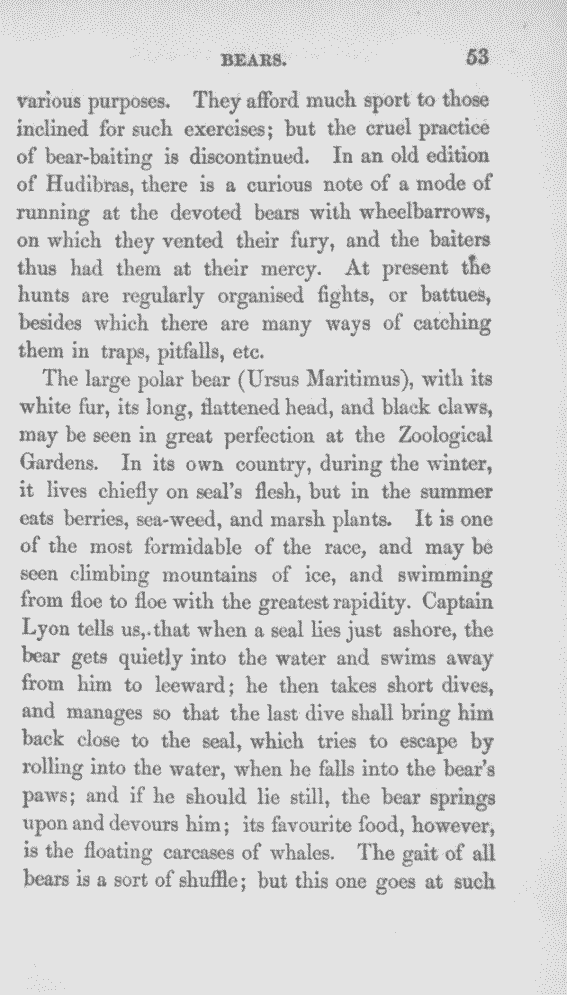 BEARS. 53
various purposes. They afford much sport to those
inclined for such exercises; but the cruel practice
of bear-baiting is discontinued. In an old edition
of Hudibras, there is a curious note of a mode of
running at the devoted bears with wheelbarrows,
on which they vented their fury, and the baiters
thus had them at their mercy. At present the
hunts are regularly organised fights, or battues,
besides which there are many ways of catching
them in traps, pitfalls, etc.
The large polar bear (Ursus Maritimus), with its
white fur, its long, flattened head, and black claws,
may be seen in great perfection at the Zoological
Gardens. In its own country, during the winter,
it lives chiefly on seal's flesh, but in the summer
eats berries, sea-weed, and marsh plants. It is one
of the most formidable of the race, and may be
seen climbing mountains of ice, and swimming
from floe to floe with the greatest rapidity. Captain
Lyon tells us, that when a seal lies just ashore, the
bear gets quietly into the water and swims away
from him to leeward; he then takes short dives,
and manages so that the last dive shall bring him
back close to the seal, which tries to escape by
rolling into the water, when he falls into the bear's
paws; and if he should lie still, the bear springs
upon and devours him; its favourite food, however,
is the floating carcases of whales. The gait of all
bears is a sort of shuffle; but this one goes at such